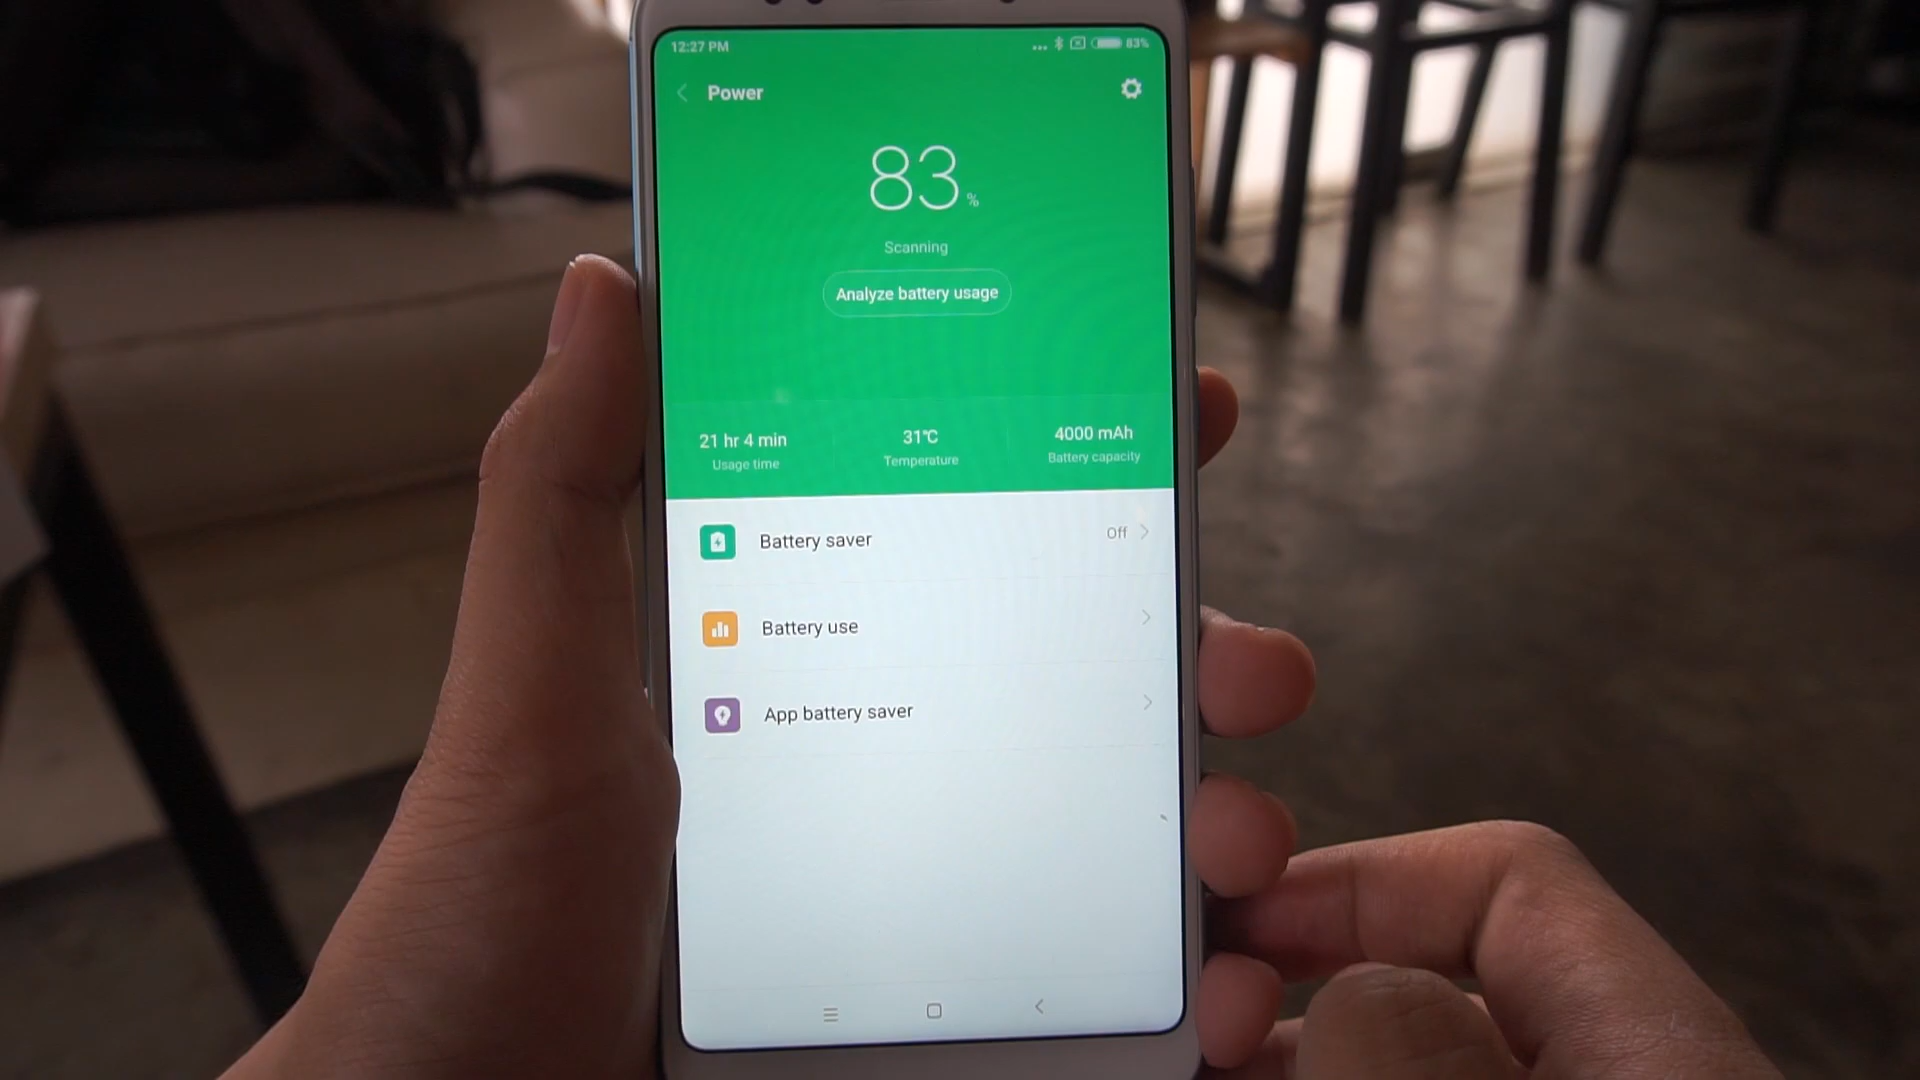 12:27 PM
83%
Power
83%
Scanning
Analyze battery usage
21 hr 4 min
31℃
4000 mAh
Usage time
Temperature
Battery capacity
Battery saver
Off
Battery use
App battery saver